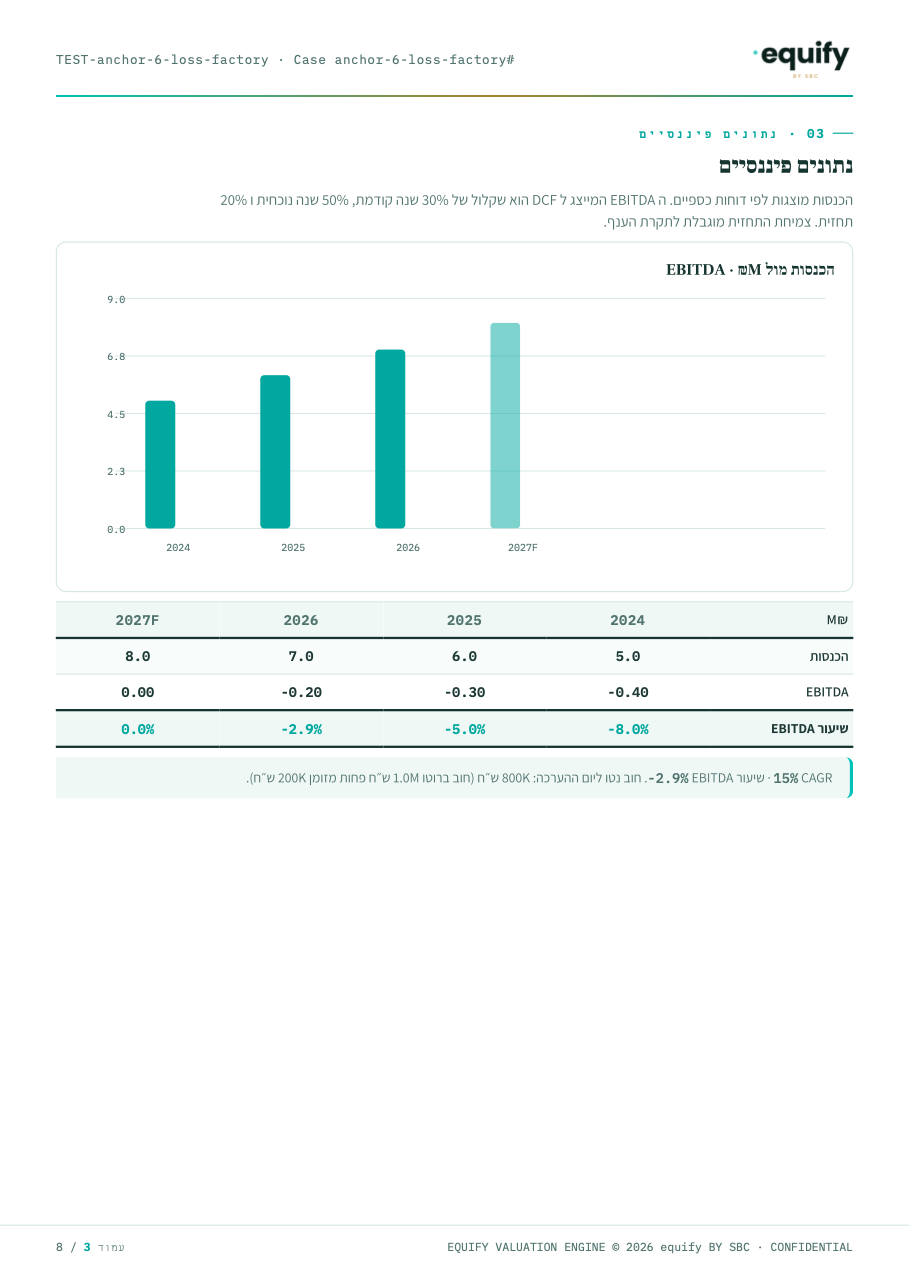 TEST-anchor-6-loss-factory · Case anchor-6-loss-factory#
equify
BY SBC
03 · נתונים פיננסיים
נתונים פיננסיים
הכנסות מוצגות לפי דוחות כספיים. ה EBITDA המייצג ל DCF הוא שקלול של 30% שנה קודמת, 50% שנה נוכחית ו 20%
תחזית. צמיחת התחזית מוגבלת לתקרת הענף.
הכנסות מול EBITDA · ₪M
9.0
6.8
4.5
2.3
0.0
2024 2025 2026 2027F
₪M 2024 2025 2026 2027F
הכנסות 5.0 6.0 7.0 8.0
EBITDA -0.40 -0.30 -0.20 0.00
שיעור EBITDA -8.0% -5.0% -2.9% 0.0%
CAGR 15% · שיעור EBITDA -2.9%. חוב נטו ליום ההערכה: 800K ש״ח (חוב ברוטו 1.0M ש״ח פחות מזומן 200K ש״ח).
EQUIFY VALUATION ENGINE © 2026 equify BY SBC · CONFIDENTIAL
עמוד 3 / 8